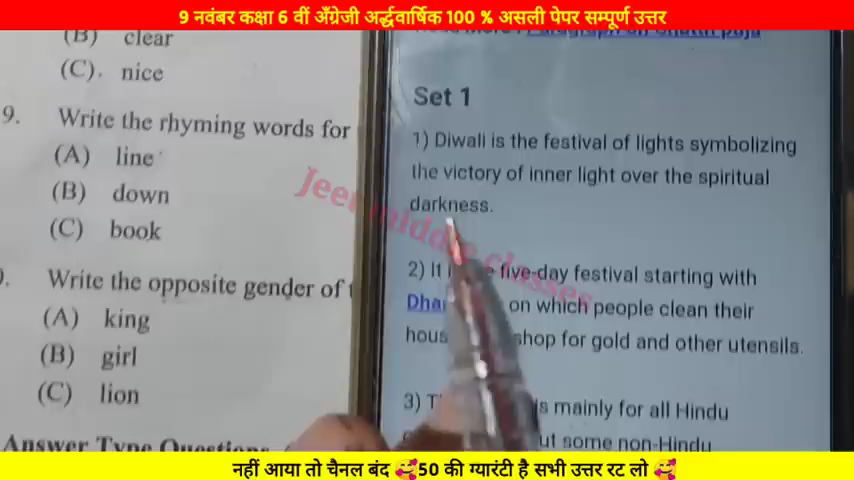 9 नवंबर कक्षा 6 वीं अँग्रेजी अर्द्धवार्षिक 100 % असली पेपर सम्पूर्ण उत्तर
(B) clear
(C). nice
9. Write the rhyming words for
(A) line
(B) down
(C) book
Write the opposite gender of
(A) king
(B) girl
(C) lion
Answer Type Questions
Set 1
1) Diwali is the festival of lights symbolizing
the victory of inner light over the spiritual
darkness.
2) It five-day festival starting with
on which people clean their
shop for gold and other utensils.
3) is mainly for all Hindu
some non-Hindu
Jeet middle classes
नहीं आया तो चैनल बंद 🥰50 की ग्यारंटी है सभी उत्तर रट लो 🥰